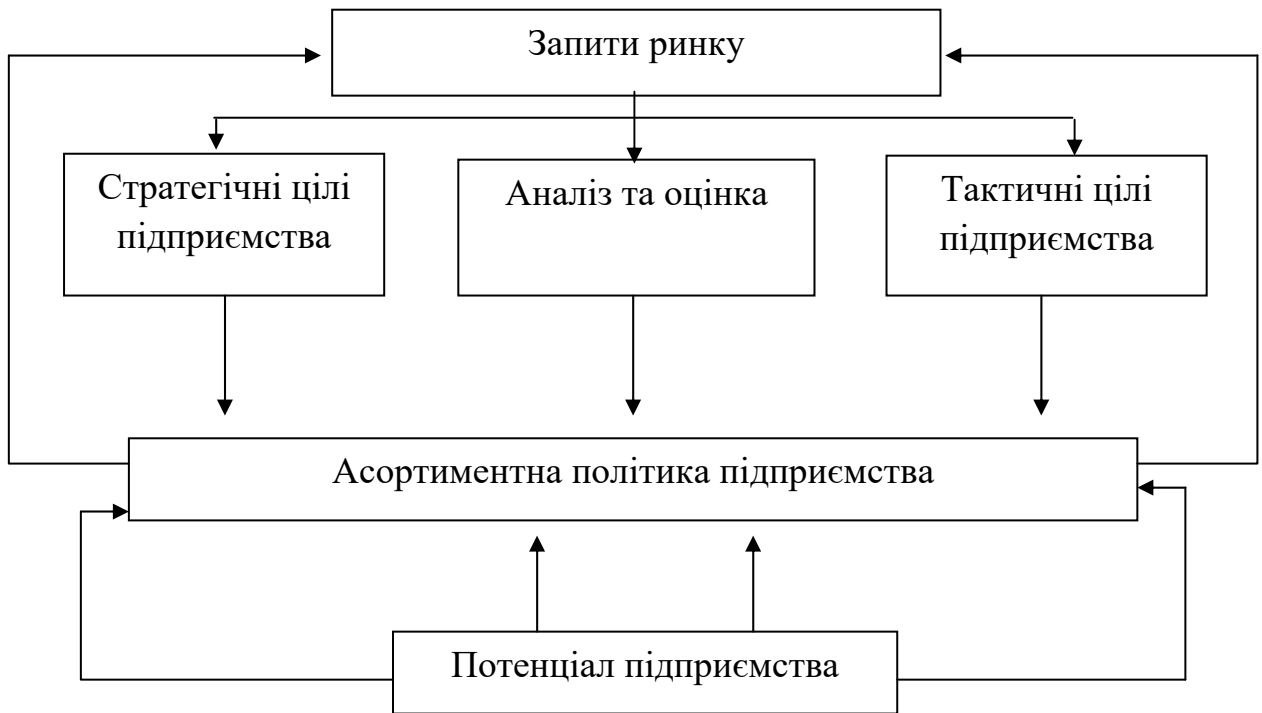 Запити ринку
Стратегічні цілі
підприємства
Аналіз та оцінка
Тактичні цілі
підприємства
Асортиментна політика підприємства
Потенціал підприємства